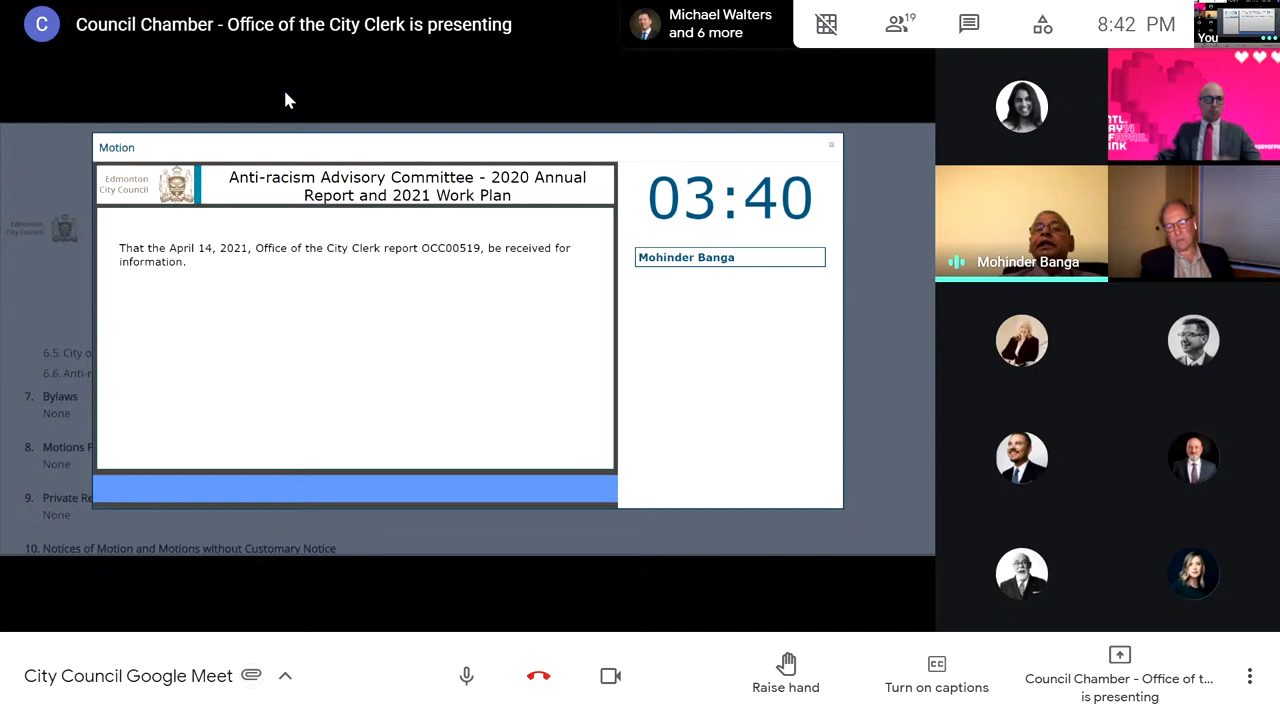 C
Council Chamber - Office of the City Clerk is presenting
Michael Walters
and 6 more
19
8:42 PM
You
Motion
Edmonton
City Council
Anti-racism Advisory Committee - 2020 Annual
Report and 2021 Work Plan
That the April 14, 2021, Office of the City Clerk report OCC00519, be received for
information.
03:40
Mohinder Banga
Edmonton
City Council
6.5. City o
6.6. Anti-r
7. Bylaws
None
8. Motions P
None
9. Private Re
None
10. Notices of Motion and Motions without Customary Notice
Mohinder Banga
City Council Google Meet
Raise hand
CC
Turn on captions
Council Chamber - Office of t...
is presenting